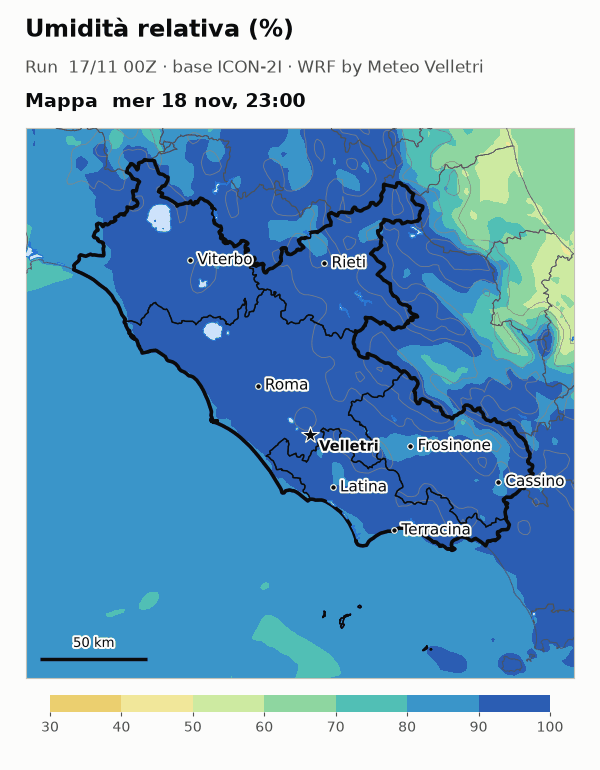 Umidità relativa (%)
Run 17/11 00Z · base ICON-2I · WRF by Meteo Velletri
Mappa mer 18 nov, 23:00
Viterbo
Rieti
Roma
Velletri
Frosinone
Latina
Cassino
Terracina
50 km
30 40 50 60 70 80 90 100